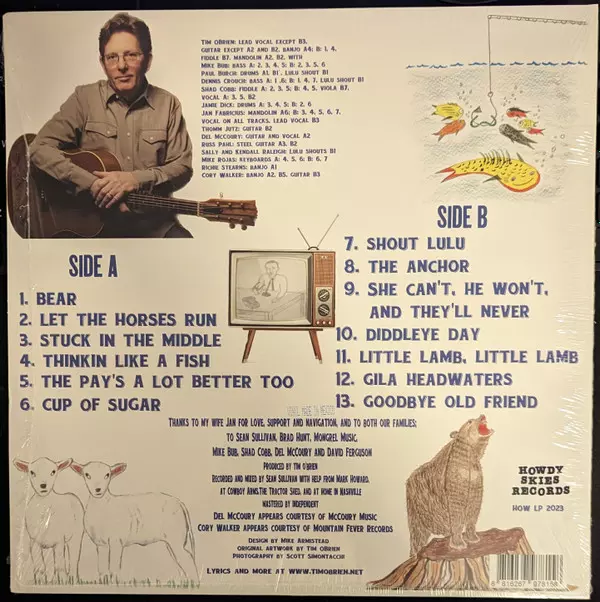 Tim O'Brien: lead vocal except B3,
guitar except A2 and B2, banjo A4; B: 1, 4,
fiddle B7, mandolin A2, B2, with
Mike Bub: bass A: 2, 3, 4, 5; B: 2, 3, 5, 6
Paul Burch: drums A1, B1, Lulu shout B1
Dennis Crouch: bass A: 1, 6; B: 1, 4, 7, Lulu shout B1
Shad Cobb: fiddle A: 2, 3, 5; B: 4, 5, viola B7,
vocal A: 3, 5, B2
Jamie Dick: drums A: 3, 4, 5; B: 2, 6
Jan Fabricius: mandolin A6; B: 3, 4, 5, 6, 7,
vocal on all tracks, lead vocal B3
Thomm Jutz: guitar B2
Del McCoury: guitar and vocal A2
Russ Pahl: steel guitar A3, B2
Sally and Kendall Raleigh: Lulu shouts B1
Mike Rojas: keyboards A: 4, 5, 6; B: 6, 7
Richie Stearns: banjo A1
Cory Walker: banjo A2, B5, guitar B3
SIDE A
1. BEAR
2. LET THE HORSES RUN
3. STUCK IN THE MIDDLE
4. THINKIN LIKE A FISH
5. THE PAY'S A LOT BETTER TOO
6. CUP OF SUGAR
SIDE B
7. SHOUT LULU
8. THE ANCHOR
9. SHE CAN'T, HE WON'T,
AND THEY'LL NEVER
10. DIDDLEYE DAY
11. LITTLE LAMB, LITTLE LAMB
12. GILA HEADWATERS
13. GOODBYE OLD FRIEND
Thanks to my wife Jan for love, support and navigation, and to both our families;
to Sean Sullivan, Brad Hunt, Mongrel Music,
Mike Bub, Shad Cobb, Del McCoury and David Ferguson
Produced by Tim O'Brien
Recorded and mixed by Sean Sullivan with help from Mark Howard,
at Cowboy Arms, The Tractor Shed, and at home in Nashville
Mastered by Independent
Del McCoury appears courtesy of McCoury Music
Cory Walker appears courtesy of Mountain Fever Records
Design by Mike Armistead
Original artwork by Tim O'Brien
Photography by Scott Simontacchi
Lyrics and more at www.timobrien.net
HOWDY
SKIES
RECORDS
HOW LP 2023